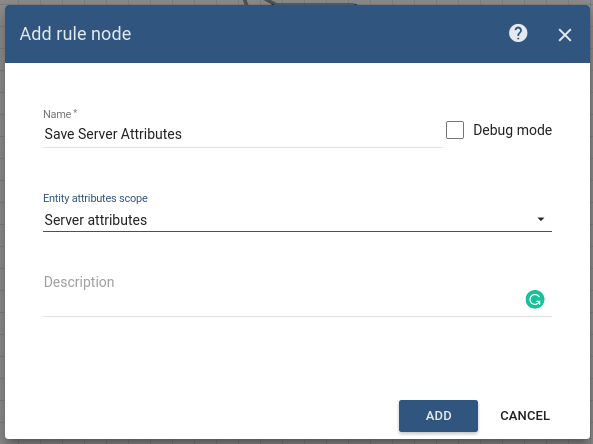 Add rule node
Name *
Save Server Attributes
Debug mode
Entity attributes scope
Server attributes
Description
ADD
CANCEL